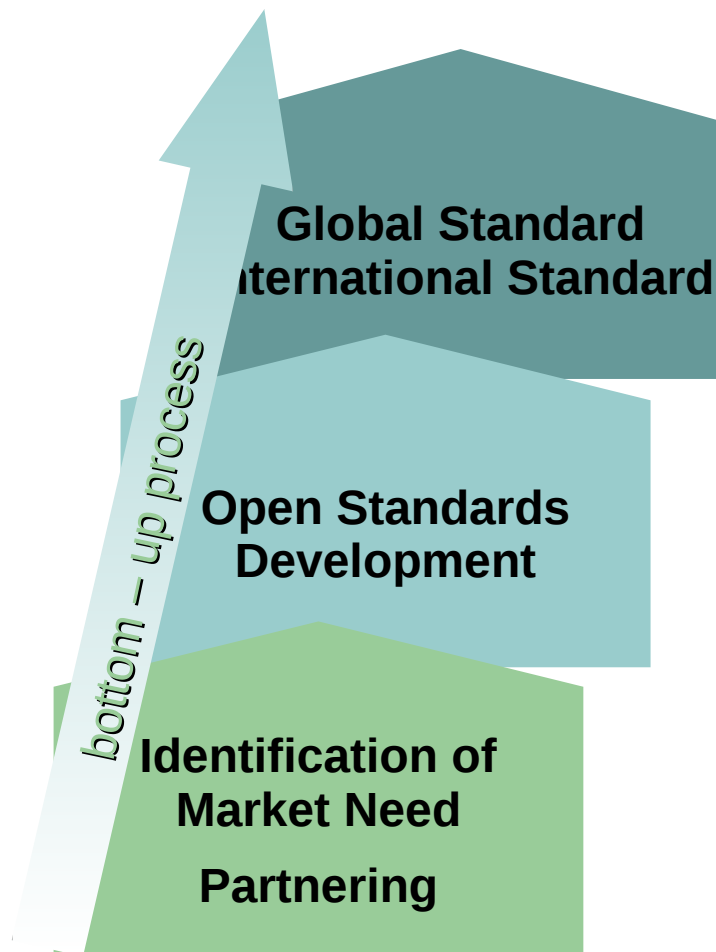 Global Standard
nternational Standard
bottom – up process
Open Standards
Development
Identification of
Market Need
Partnering